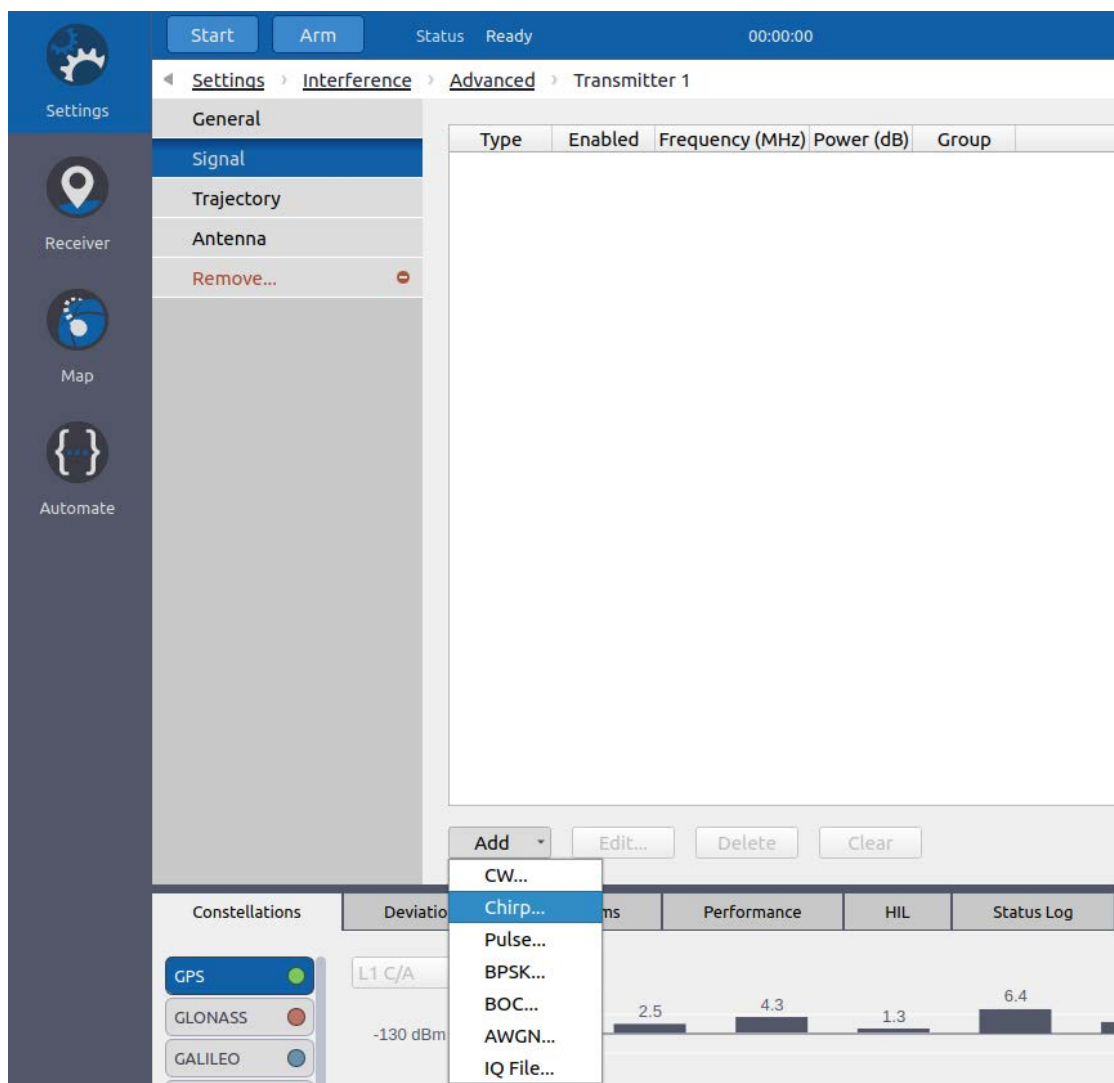 Start Arm Status Ready 00:00:00
Settings Interference Advanced Transmitter 1
Settings
Receiver
Map
Automate
General
Signal
Trajectory
Antenna
Remove...
Type Enabled Frequency (MHz) Power (dB) Group
Add Edit... Delete Clear
CW...
Chirp...
Pulse...
BPSK...
BOC...
AWGN...
IQ File...
Constellations Deviatio ms Performance HIL Status Log
GPS
GLONASS
GALILEO
L1 C/A
-130 dBm
2.5 4.3 1.3 6.4